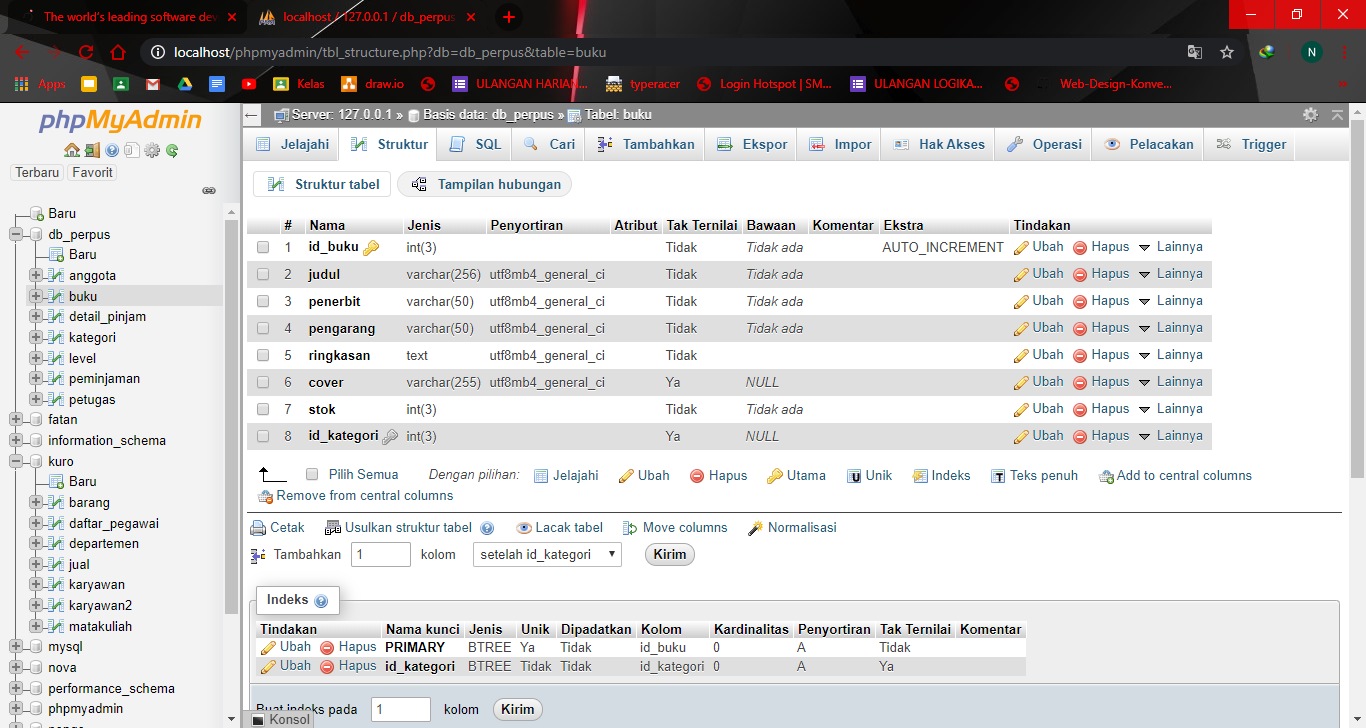 The world's leading software dev
localhost / 127.0.0.1 / db_perpus
localhost/phpmyadmin/tbl_structure.php?db=db_perpus&table=buku
N
Apps Kelas draw.io ULANGAN HARIAN... typeracer Login Hotspot | SM... ULANGAN LOGIKA... Web-Design-Konve...
phpMyAdmin
Terbaru Favorit
Baru
db_perpus
Baru
anggota
buku
detail_pinjam
kategori
level
peminjaman
petugas
fatan
information_schema
kuro
Baru
barang
daftar_pegawai
departemen
jual
karyawan
karyawan2
matakuliah
mysql
nova
performance_schema
phpmyadmin
Server: 127.0.0.1 » Basis data: db_perpus » Tabel: buku
Jelajahi Struktur SQL Cari Tambahkan Ekspor Impor Hak Akses Operasi Pelacakan Trigger
Struktur tabel Tampilan hubungan
# Nama Jenis Penyortiran Atribut Tak Ternilai Bawaan Komentar Ekstra Tindakan
1 id_buku int(3) Tidak Tidak ada AUTO_INCREMENT Ubah Hapus Lainnya
2 judul varchar(256) utf8mb4_general_ci Tidak Tidak ada Ubah Hapus Lainnya
3 penerbit varchar(50) utf8mb4_general_ci Tidak Tidak ada Ubah Hapus Lainnya
4 pengarang varchar(50) utf8mb4_general_ci Tidak Tidak ada Ubah Hapus Lainnya
5 ringkasan text utf8mb4_general_ci Tidak Ubah Hapus Lainnya
6 cover varchar(255) utf8mb4_general_ci Ya NULL Ubah Hapus Lainnya
7 stok int(3) Tidak Tidak ada Ubah Hapus Lainnya
8 id_kategori int(3) Ya NULL Ubah Hapus Lainnya
Pilih Semua Dengan pilihan: Jelajahi Ubah Hapus Utama Unik Indeks Teks penuh Add to central columns
Remove from central columns
Cetak Usulkan struktur tabel Lacak tabel Move columns Normalisasi
Tambahkan 1 kolom setelah id_kategori Kirim
Indeks
Tindakan Nama kunci Jenis Unik Dipadatkan Kolom Kardinalitas Penyortiran Tak Ternilai Komentar
Ubah Hapus PRIMARY BTREE Ya Tidak id_buku 0 A Tidak
Ubah Hapus id_kategori BTREE Tidak Tidak id_kategori 0 A Ya
Buat indeks pada 1 kolom Kirim
Konsol